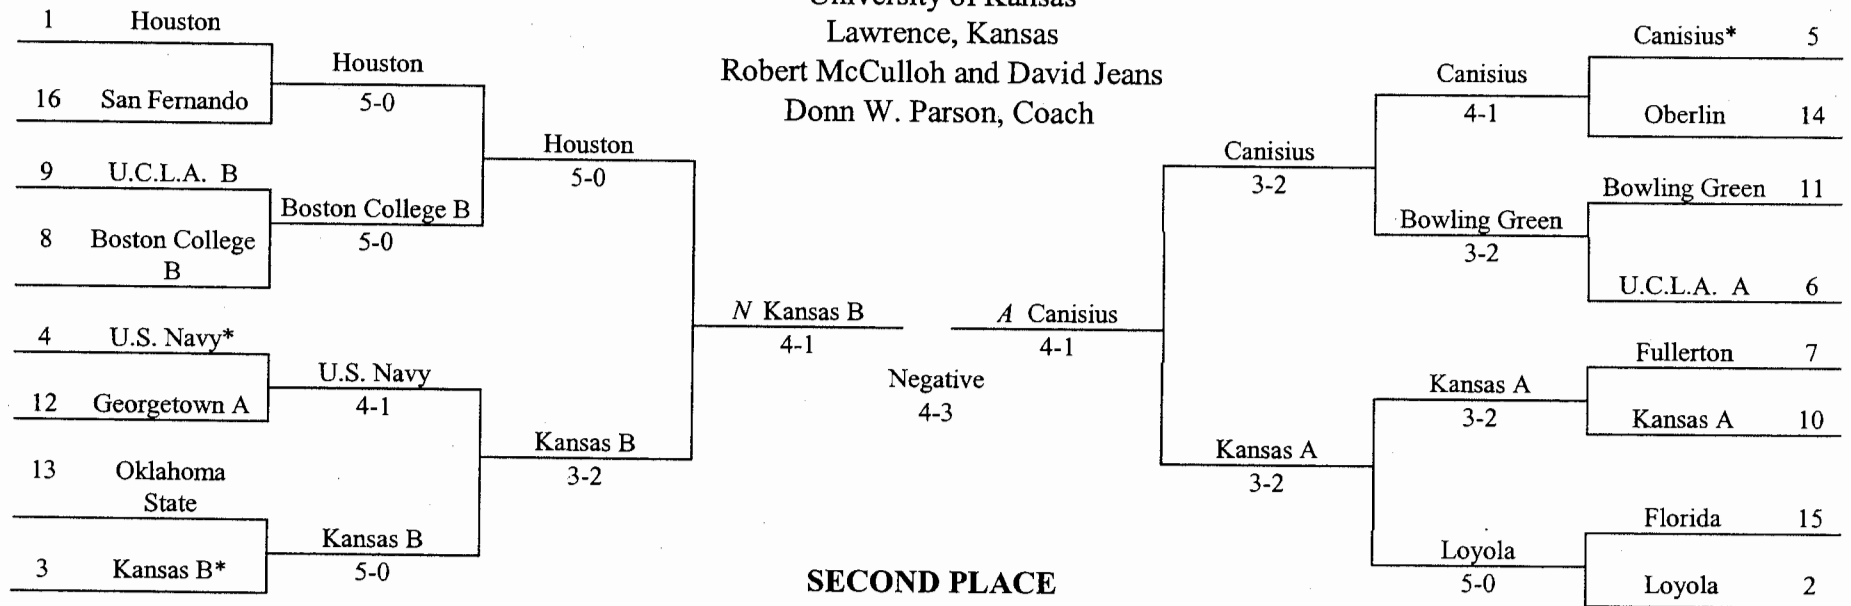 University of Kansas
Lawrence, Kansas
Robert McCulloh and David Jeans
Donn W. Parson, Coach
1 Houston
16 San Fernando
9 U.C.L.A. B
8 Boston College
B
4 U.S. Navy*
12 Georgetown A
13 Oklahoma
State
3 Kansas B*
Houston
5-0
Boston College B
5-0
U.S. Navy
4-1
Kansas B
5-0
Houston
5-0
Kansas B
3-2
N Kansas B
4-1
A Canisius
4-1
Negative
4-3
Canisius
3-2
Kansas A
3-2
Canisius
4-1
Bowling Green
3-2
Kansas A
3-2
Loyola
5-0
Canisius* 5
Oberlin 14
Bowling Green 11
U.C.L.A. A 6
Fullerton 7
Kansas A 10
Florida 15
Loyola 2
SECOND PLACE